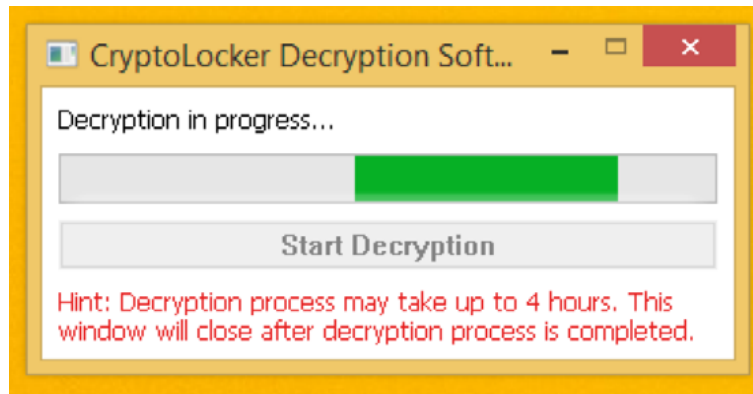 CryptoLocker Decryption Soft...
Decryption in progress...
Start Decryption
Hint: Decryption process may take up to 4 hours. This
window will close after decryption process is completed.